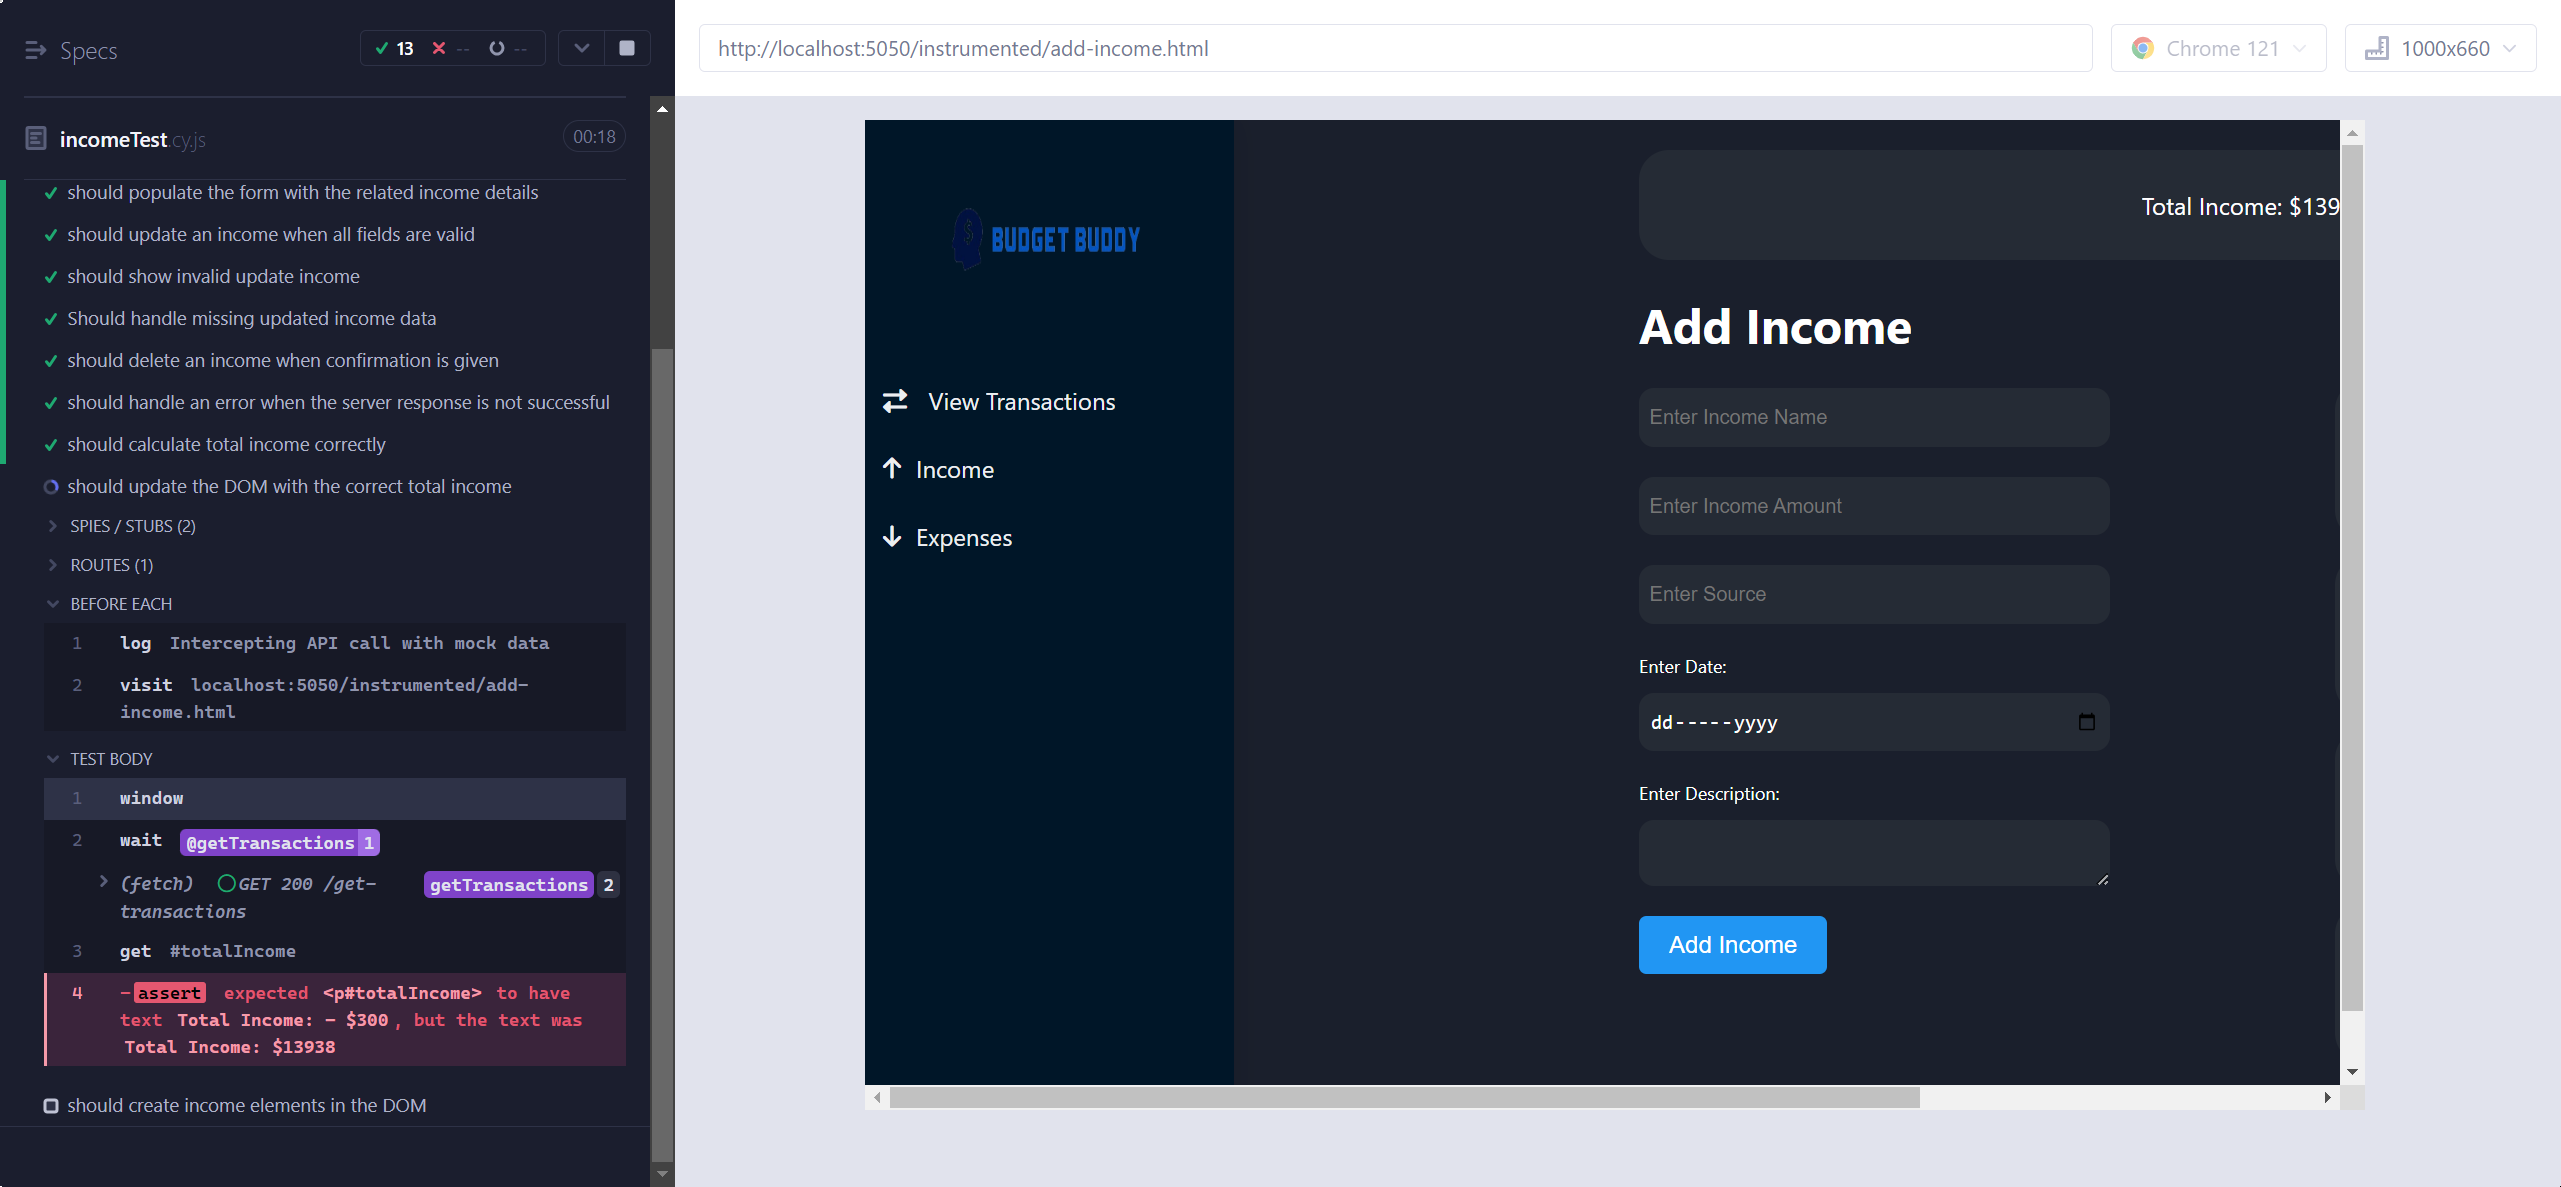 Specs
13 -- --
incomeTest.cy.js
00:18
should populate the form with the related income details
should update an income when all fields are valid
should show invalid update income
Should handle missing updated income data
should delete an income when confirmation is given
should handle an error when the server response is not successful
should calculate total income correctly
should update the DOM with the correct total income
SPIES / STUBS (2)
ROUTES (1)
BEFORE EACH
1 log Intercepting API call with mock data
2 visit localhost:5050/instrumented/add-
income.html
TEST BODY
1 window
2 wait @getTransactions 1
(fetch) GET 200 /get- getTransactions 2
transactions
3 get #totalIncome
4 -assert expected <p#totalIncome> to have
text Total Income: - $300, but the text was
Total Income: $13938
should create income elements in the DOM
http://localhost:5050/instrumented/add-income.html
Chrome 121
1000x660
BUDGET BUDDY
View Transactions
Income
Expenses
Total Income: $139
Add Income
Enter Income Name
Enter Income Amount
Enter Source
Enter Date:
dd-----yyyy
Enter Description:
Add Income